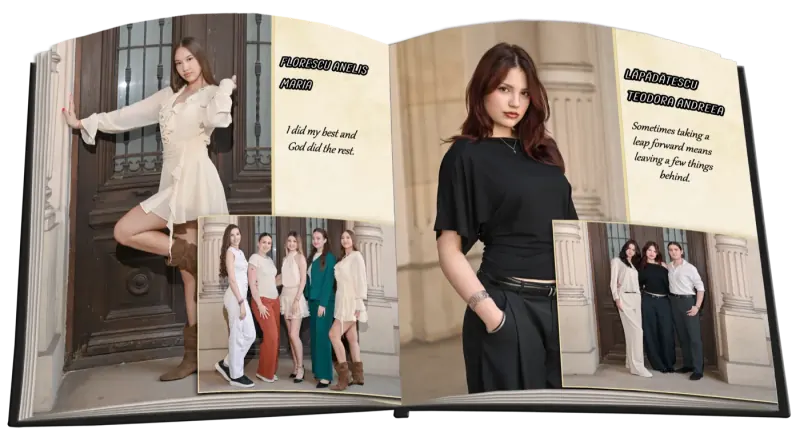 FLORESCU ANELIS
MARIA
I did my best and
God did the rest.
LAPADATESCU
TEODORA ANDREEA
Sometimes taking a
leap forward means
leaving a few things
behind.